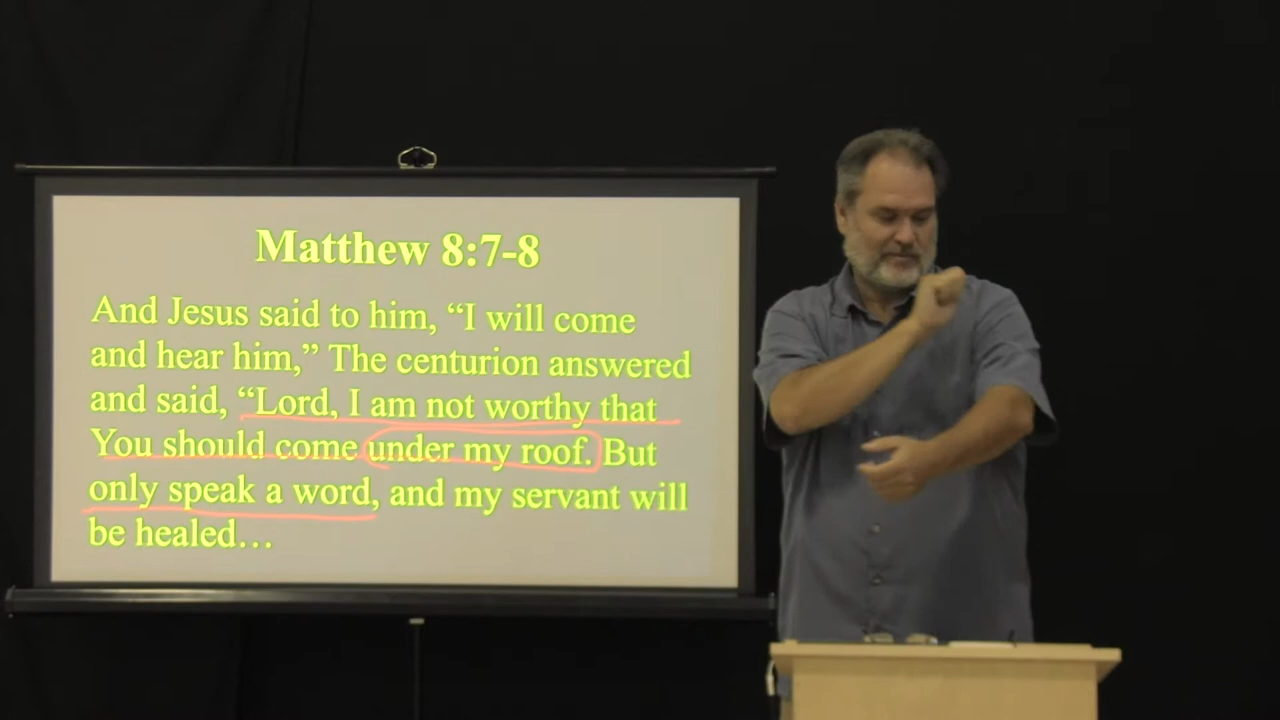 Matthew 8:7-8
And Jesus said to him, “I will come
and hear him,” The centurion answered
and said, “Lord, I am not worthy that
You should come under my roof. But
only speak a word, and my servant will
be healed…